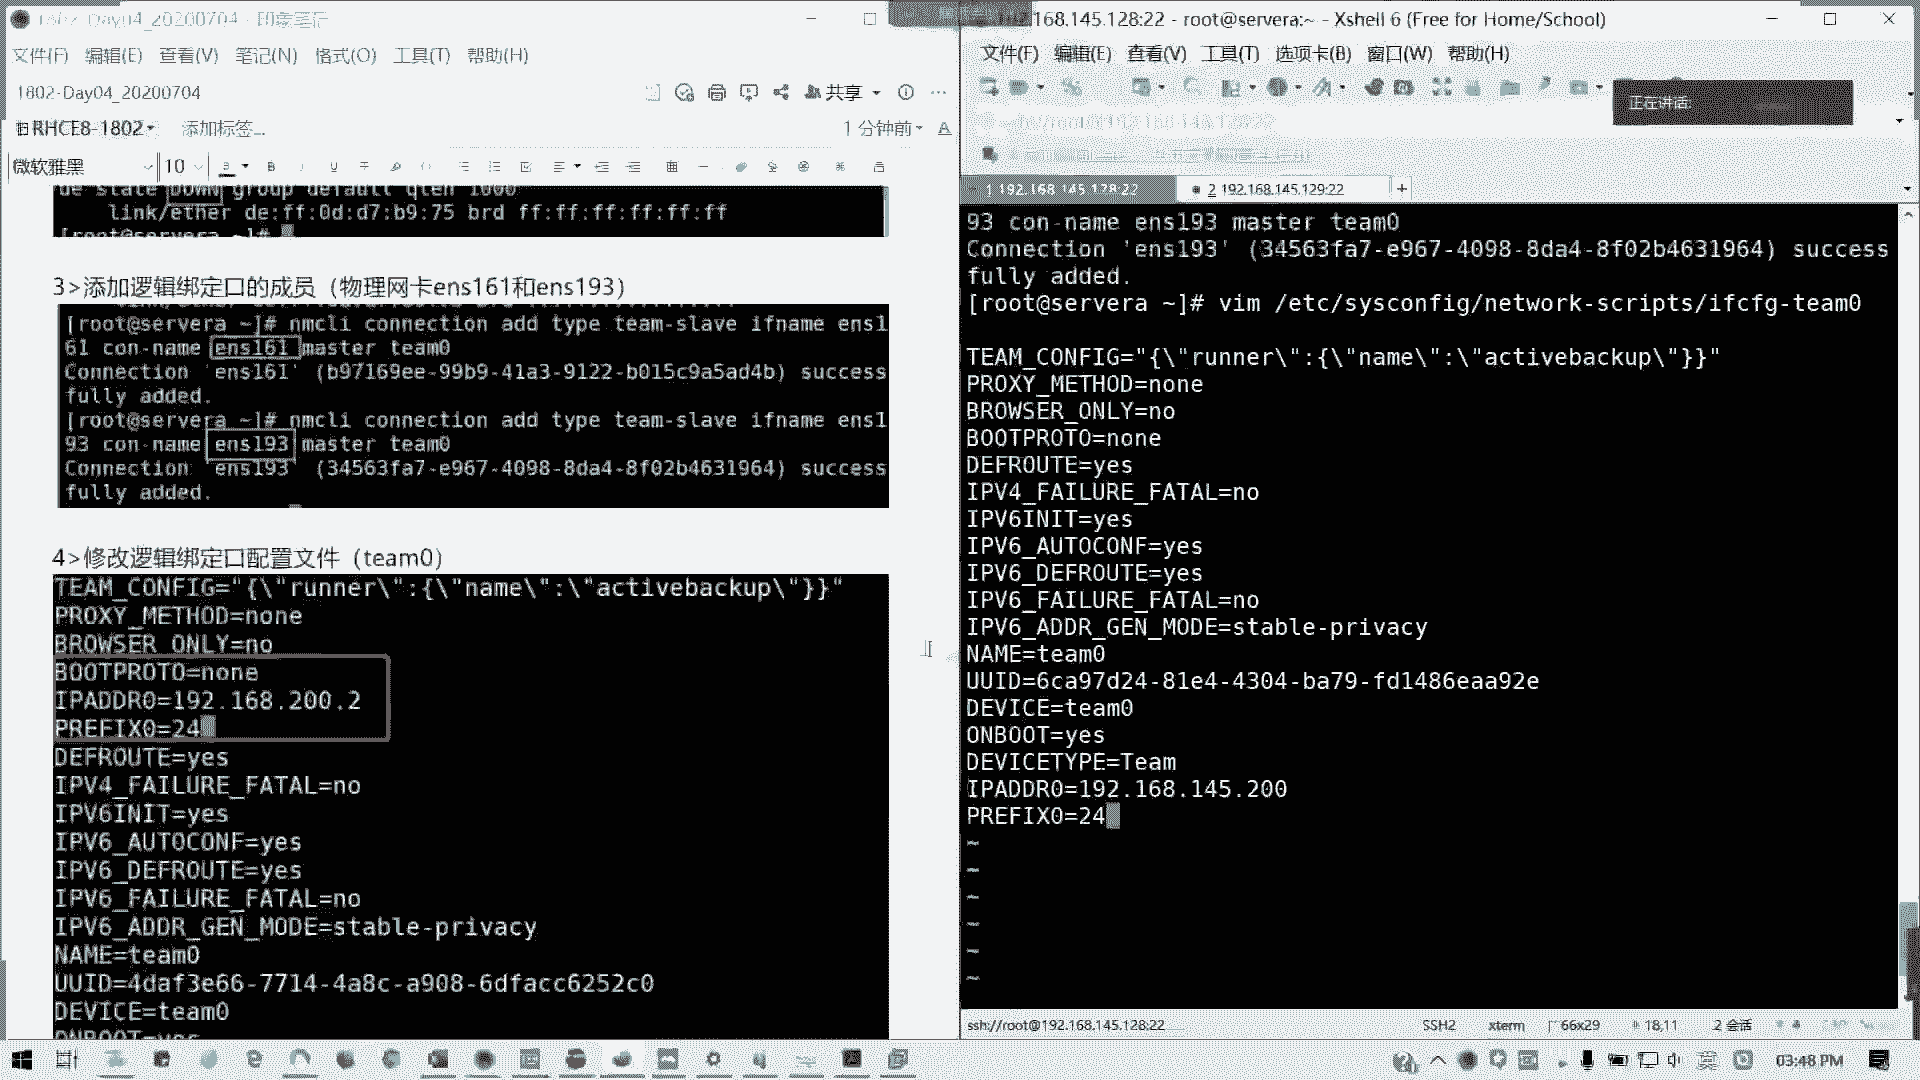 1802-Day04_20200704 - 印象笔记
文件(F) 编辑(E) 查看(V) 笔记(N) 格式(O) 工具(T) 帮助(H)
1802-Day04_20200704
共享
RHCE8-1802
添加标签...
1 分钟前
微软雅黑
10
de state DOWN group default qlen 1000
link/ether de:ff:0d:d7:b9:75 brd ff:ff:ff:ff:ff:ff
[root@servera ~]#
3>添加逻辑绑定口的成员（物理网卡ens161和ens193）
[root@servera ~]# nmcli connection add type team-slave ifname ens1
61 con-name ens161 master team0
Connection 'ens161' (b97169ee-99b9-41a3-9122-b015c9a5ad4b) success
fully added.
[root@servera ~]# nmcli connection add type team-slave ifname ens1
93 con-name ens193 master team0
Connection 'ens193' (34563fa7-e967-4098-8da4-8f02b4631964) success
fully added.
4>修改逻辑绑定口配置文件（team0）
TEAM_CONFIG="{\"runner\":{\"name\":\"activebackup\"}}"
PROXY_METHOD=none
BROWSER_ONLY=no
BOOTPROTO=none
IPADDR0=192.168.200.2
PREFIX0=24
DEFROUTE=yes
IPV4_FAILURE_FATAL=no
IPV6INIT=yes
IPV6_AUTOCONF=yes
IPV6_DEFROUTE=yes
IPV6_FAILURE_FATAL=no
IPV6_ADDR_GEN_MODE=stable-privacy
NAME=team0
UUID=4daf3e66-7714-4a8c-a908-6dfacc6252c0
DEVICE=team0
ONBOOT=yes
192.168.145.128:22 - root@servera:~ - Xshell 6 (Free for Home/School)
文件(F) 编辑(E) 查看(V) 工具(T) 选项卡(B) 窗口(W) 帮助(H)
正在讲话:
1 192.168.145.128:22
2 192.168.145.129:22
93 con-name ens193 master team0
Connection 'ens193' (34563fa7-e967-4098-8da4-8f02b4631964) success
fully added.
[root@servera ~]# vim /etc/sysconfig/network-scripts/ifcfg-team0
TEAM_CONFIG="{\"runner\":{\"name\":\"activebackup\"}}"
PROXY_METHOD=none
BROWSER_ONLY=no
BOOTPROTO=none
DEFROUTE=yes
IPV4_FAILURE_FATAL=no
IPV6INIT=yes
IPV6_AUTOCONF=yes
IPV6_DEFROUTE=yes
IPV6_FAILURE_FATAL=no
IPV6_ADDR_GEN_MODE=stable-privacy
NAME=team0
UUID=6ca97d24-81e4-4304-ba79-fd1486eaa92e
DEVICE=team0
ONBOOT=yes
DEVICETYPE=Team
IPADDR0=192.168.145.200
PREFIX0=24
~
~
~
~
~
~
ssh://root@192.168.145.128:22
SSH2
xterm
66x29
18,11
2 会话
英
03:48 PM